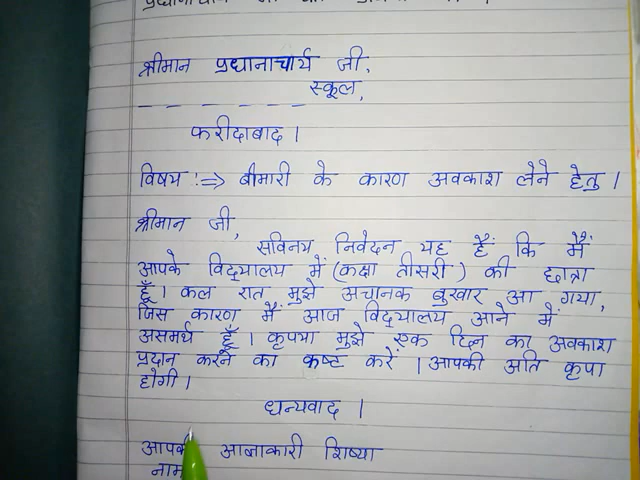 श्रीमान प्रधानाचार्य जी,
स्कूल,
फरीदाबाद।
विषय :⇒ बीमारी के कारण अवकाश लेने हेतु।
श्रीमान जी,
सविनय निवेदन यह हैं कि मैं
आपके विद्यालय में (कक्षा तीसरी) की छात्रा
हूँ। कल रात मुझे अचानक बुखार आ गया,
जिस कारण मैं आज विद्यालय आने में
असमर्थ हूँ। कृपया मुझे एक दिन का अवकाश
प्रदान करने का कष्ट करें। आपकी अति कृपा
होगी।
धन्यवाद।
आपकी आज्ञाकारी शिष्या
नाम